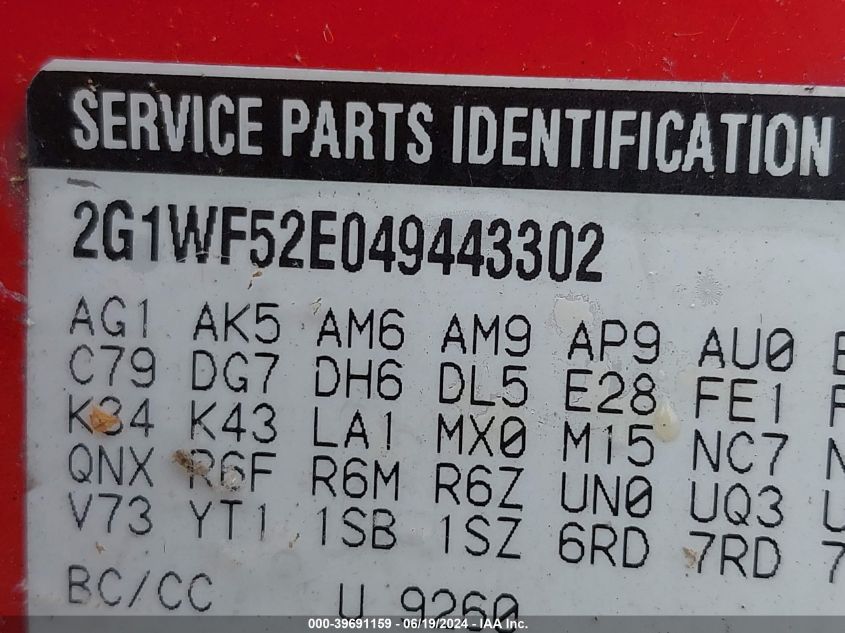 SERVICE PARTS IDENTIFICATION
2G1WF52E049443302
AG1 AK5 AM6 AM9 AP9 AU0
C79 DG7 DH6 DL5 E28 FE1
K34 K43 LA1 MX0 M15 NC7
QNX R6F R6M R6Z UN0 UQ3
V73 YT1 1SB 1SZ 6RD 7RD
BC/CC U 9260
000-39691159 - 06/19/2024 - IAA Inc.